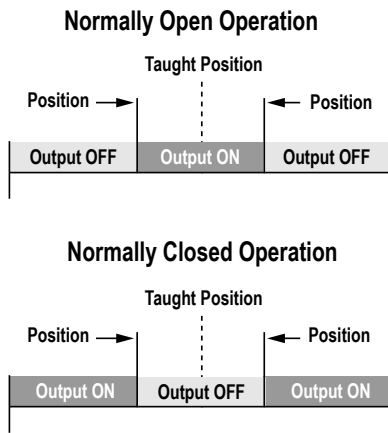 Normally Open Operation
Taught Position
Position Position
Output OFF Output ON Output OFF
Normally Closed Operation
Taught Position
Position Position
Output ON Output OFF Output ON